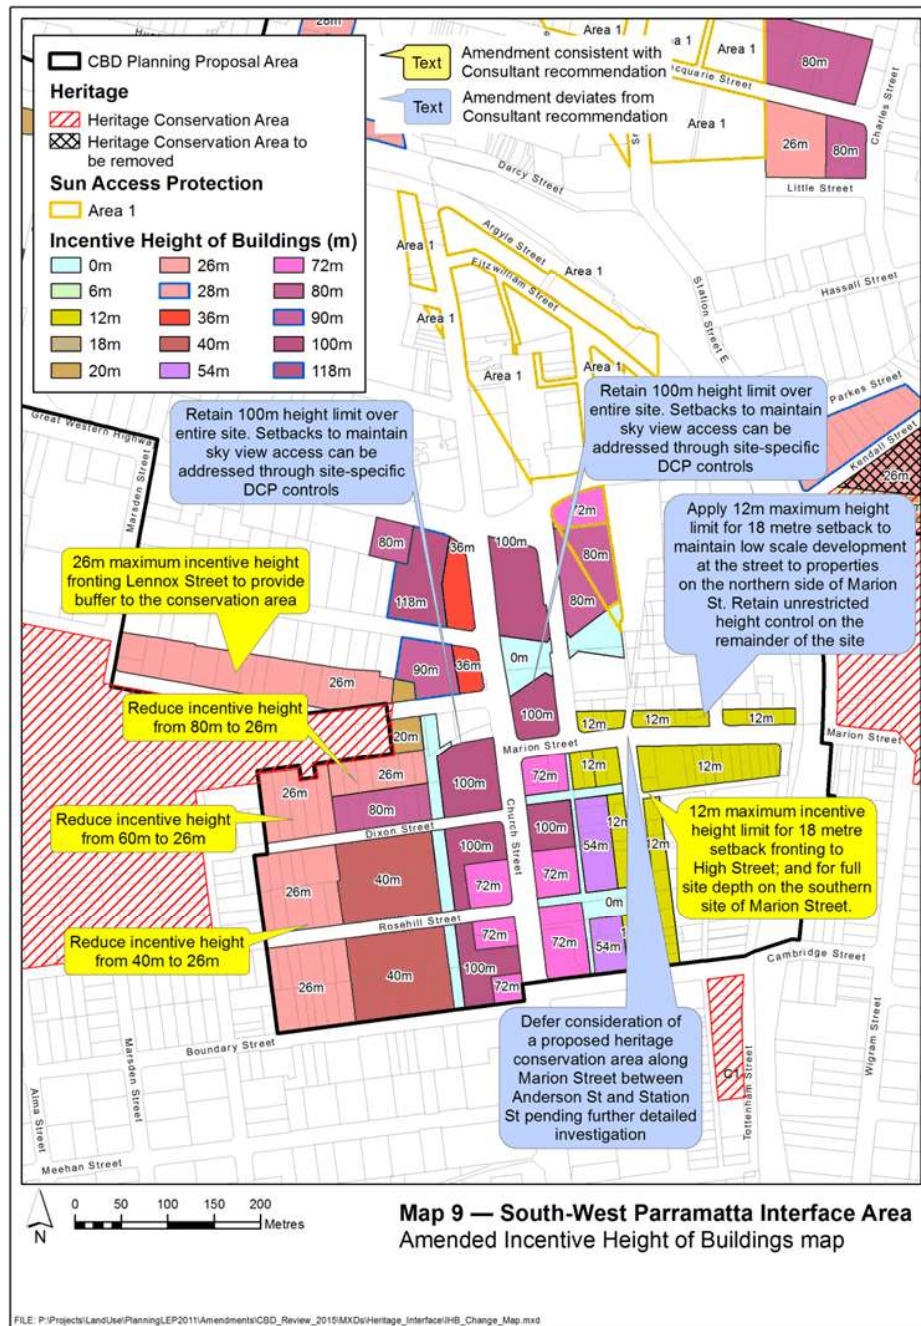 28m
CBD Planning Proposal Area
Heritage
Heritage Conservation Area
Heritage Conservation Area to
be removed
Sun Access Protection
Area 1
Incentive Height of Buildings (m)
0m
26m
72m
6m
28m
80m
12m
36m
90m
18m
40m
100m
20m
54m
118m
Text
Amendment consistent with
Consultant recommendation
Text
Amendment deviates from
Consultant recommendation
Area 1
Area 1
80m
Area 1
Area 1
26m
80m
Charles Street
Little Street
Darcy Street
Argyle Street
Fitzwilliam Street
Area 1
Area 1
Area 1
Area 1
Area 1
Station Street E
Hassall Street
Parkes Street
Kendall Street
26m
Great Western Highway
Marsden Street
Retain 100m height limit over
entire site. Setbacks to maintain
sky view access can be
addressed through site-specific
DCP controls
Retain 100m height limit over
entire site. Setbacks to maintain
sky view access can be
addressed through site-specific
DCP controls
Apply 12m maximum height
limit for 18 metre setback to
maintain low scale development
at the street to properties
on the northern side of Marion
St. Retain unrestricted
height control on the
remainder of the site
26m maximum incentive height
fronting Lennox Street to provide
buffer to the conservation area
80m
36m
118m
100m
72m
80m
80m
90m
36m
0m
26m
Reduce incentive height
from 80m to 26m
20m
100m
12m
12m
12m
Marion Street
Marion Street
26m
26m
80m
100m
72m
12m
12m
Reduce incentive height
from 60m to 26m
Dixon Street
Church Street
100m
100m
54m
12m
12m
12m maximum incentive
height limit for 18 metre
setback fronting to
High Street; and for full
site depth on the southern
site of Marion Street.
26m
40m
72m
72m
0m
Rosehill Street
Reduce incentive height
from 40m to 26m
72m
54m
26m
40m
100m
72m
72m
Cambridge Street
Boundary Street
Marsden Street
Alma Street
Meehan Street
Defer consideration of
a proposed heritage
conservation area along
Marion Street between
Anderson St and Station
St pending further detailed
investigation
C1
Tottenham Street
Wigram Street
N
0 50 100 150 200
Metres
Map 9 — South-West Parramatta Interface Area
Amended Incentive Height of Buildings map
FILE: P:\Projects\LandUse\PlanningLEP2011\Amendments\CBD_Review_2015\MXDs\Heritage_Interface\IHB_Change_Map.mxd